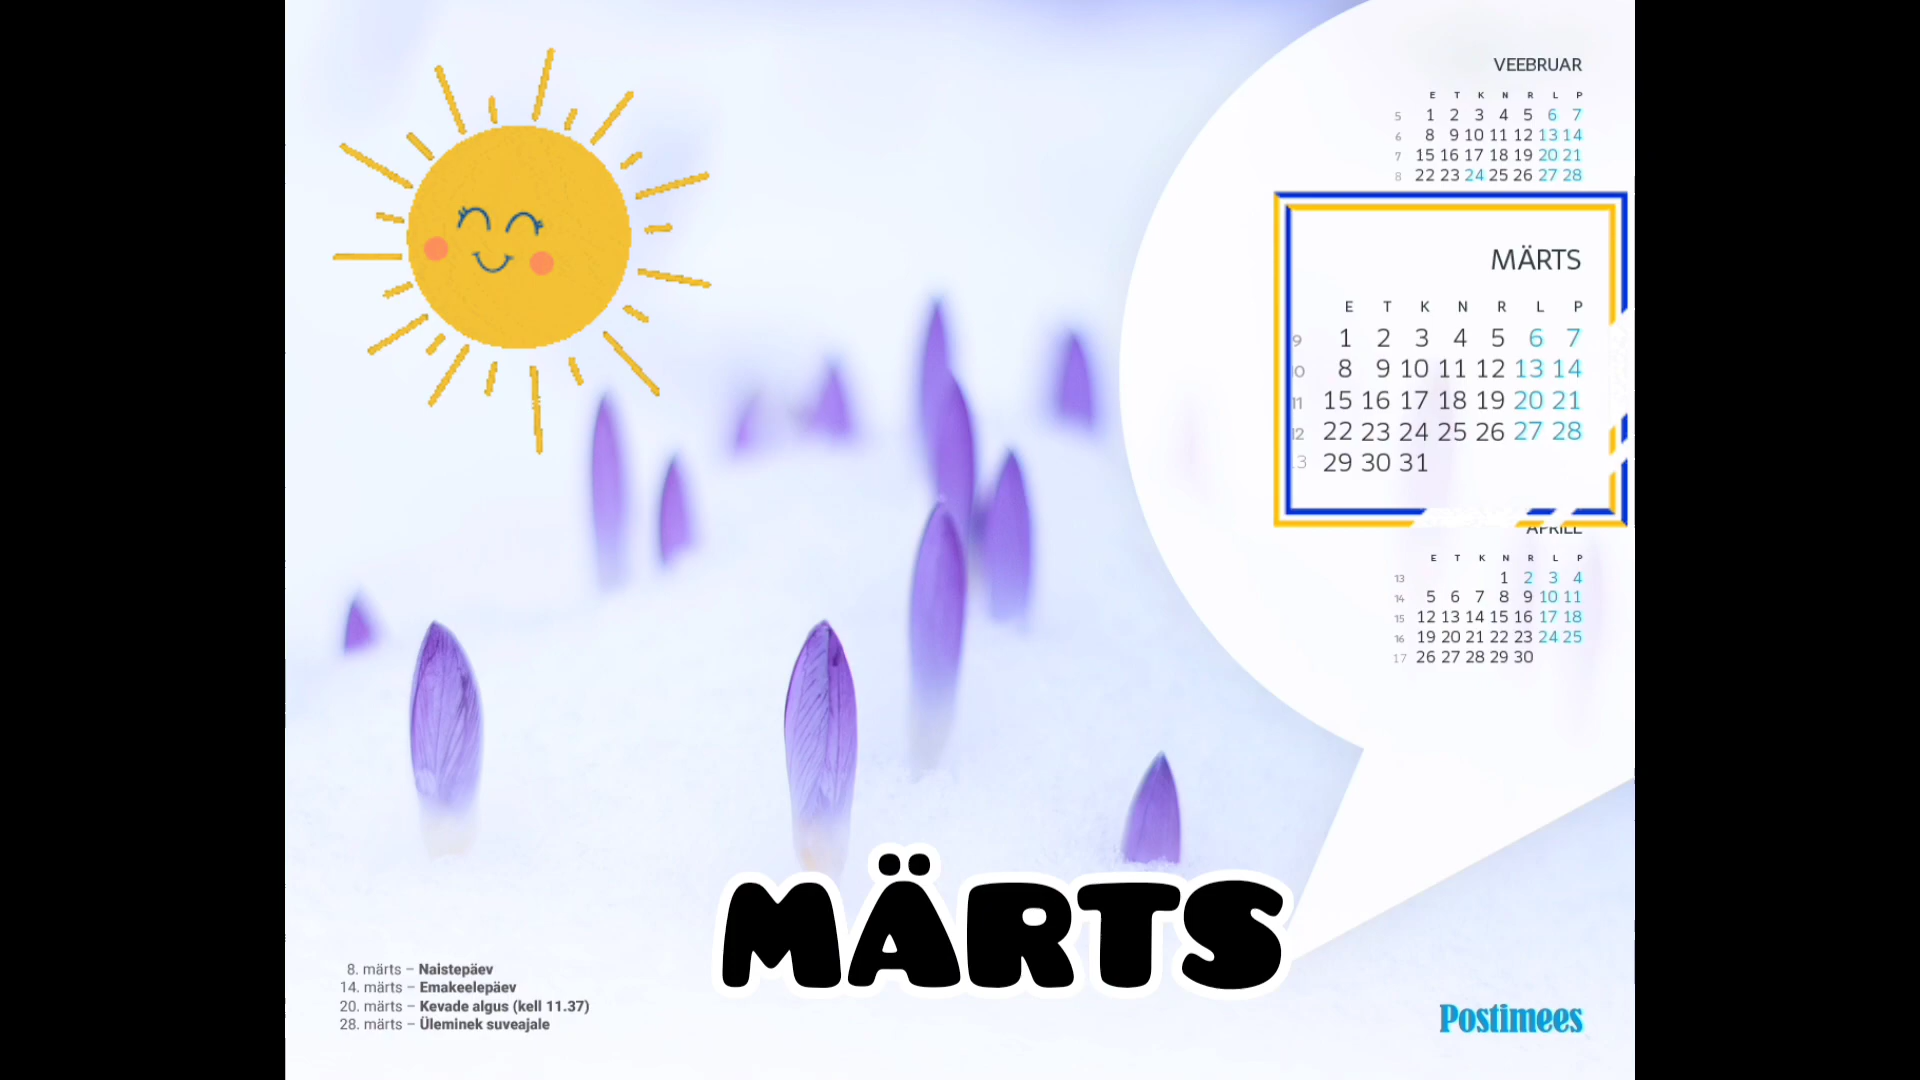 VEEBRUAR
E T K N R L P
5 1 2 3 4 5 6 7
6 8 9 10 11 12 13 14
7 15 16 17 18 19 20 21
8 22 23 24 25 26 27 28
MÄRTS
E T K N R L P
9 1 2 3 4 5 6 7
0 8 9 10 11 12 13 14
11 15 16 17 18 19 20 21
12 22 23 24 25 26 27 28
3 29 30 31
APRILL
E T K N R L P
13 1 2 3 4
14 5 6 7 8 9 10 11
15 12 13 14 15 16 17 18
16 19 20 21 22 23 24 25
17 26 27 28 29 30
MÄRTS
8. märts – Naistepäev
14. märts – Emakeelepäev
20. märts – Kevade algus (kell 11.37)
28. märts – Üleminek suveajale
Postimees